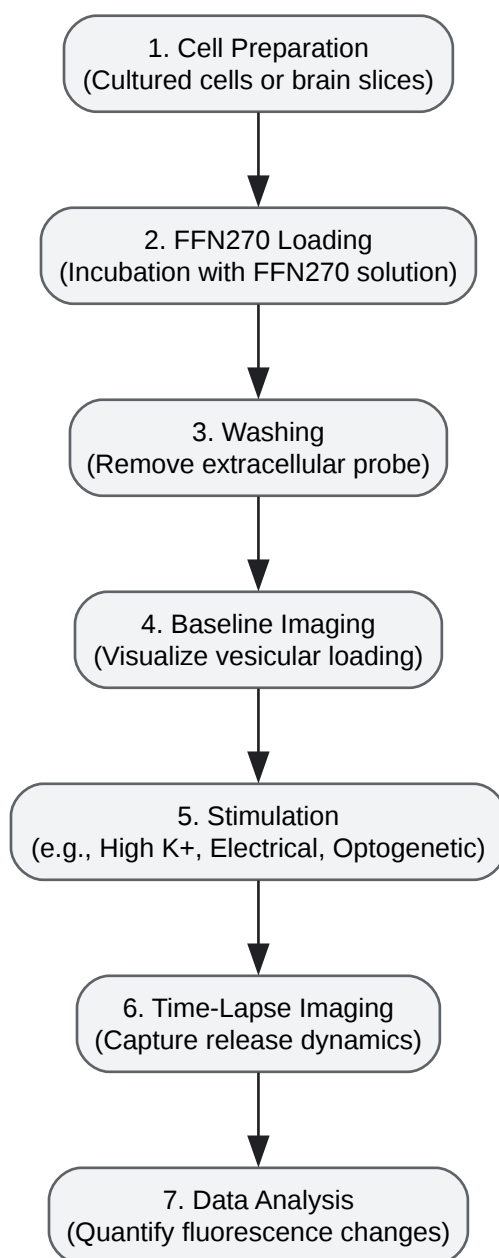 1. Cell Preparation
(Cultured cells or brain slices)
2. FFN270 Loading
(Incubation with FFN270 solution)
3. Washing
(Remove extracellular probe)
4. Baseline Imaging
(Visualize vesicular loading)
5. Stimulation
(e.g., High K+, Electrical, Optogenetic)
6. Time-Lapse Imaging
(Capture release dynamics)
7. Data Analysis
(Quantify fluorescence changes)